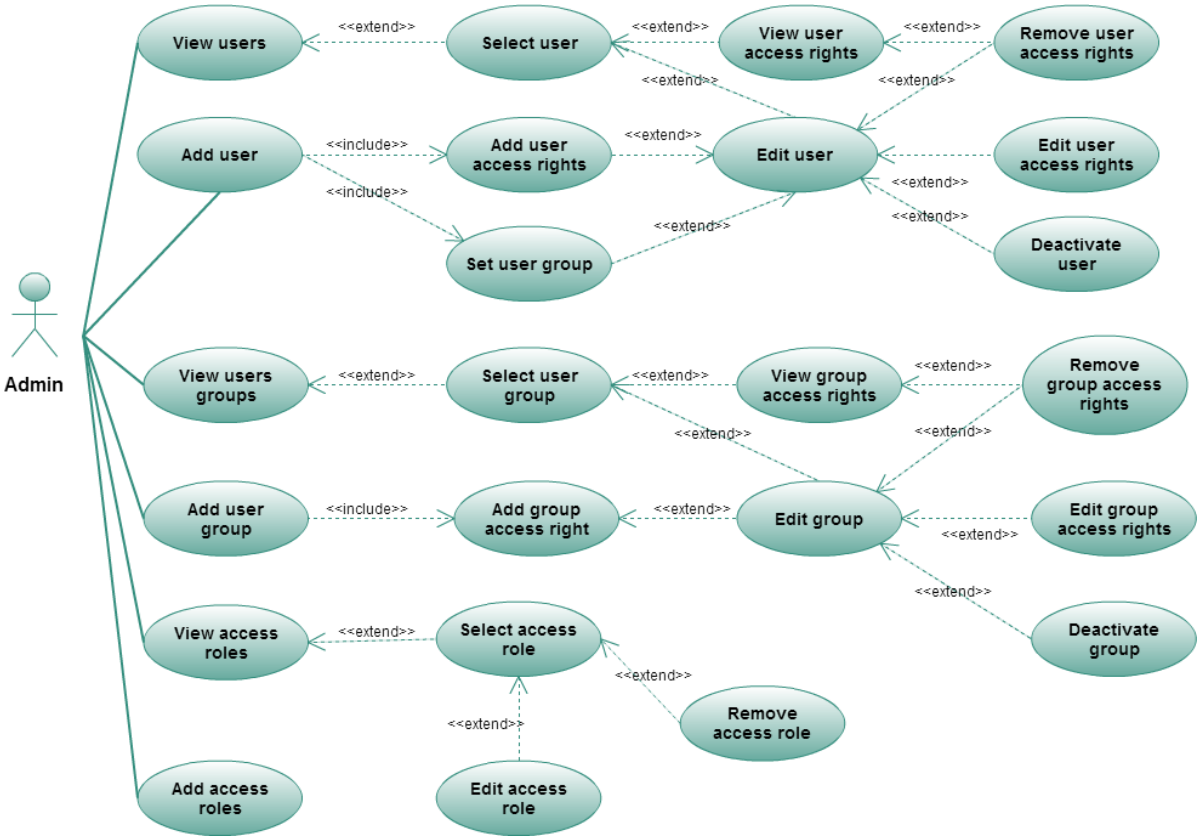 View users
<<extend>>
Select user
<<extend>>
View user
access rights
<<extend>>
Remove user
access rights
<<extend>>
<<extend>>
Add user
<<include>>
Add user
access rights
<<extend>>
Edit user
Edit user
access rights
<<extend>>
<<include>>
<<extend>>
<<extend>>
Set user group
Deactivate
user
Admin
View users
groups
<<extend>>
Select user
group
<<extend>>
View group
access rights
<<extend>>
Remove
group access
rights
<<extend>>
<<extend>>
Add user
group
<<include>>
Add group
access right
<<extend>>
Edit group
Edit group
access rights
<<extend>>
<<extend>>
View access
roles
<<extend>>
Select access
role
Deactivate
group
<<extend>>
<<extend>>
Remove
access role
Add access
roles
Edit access
role